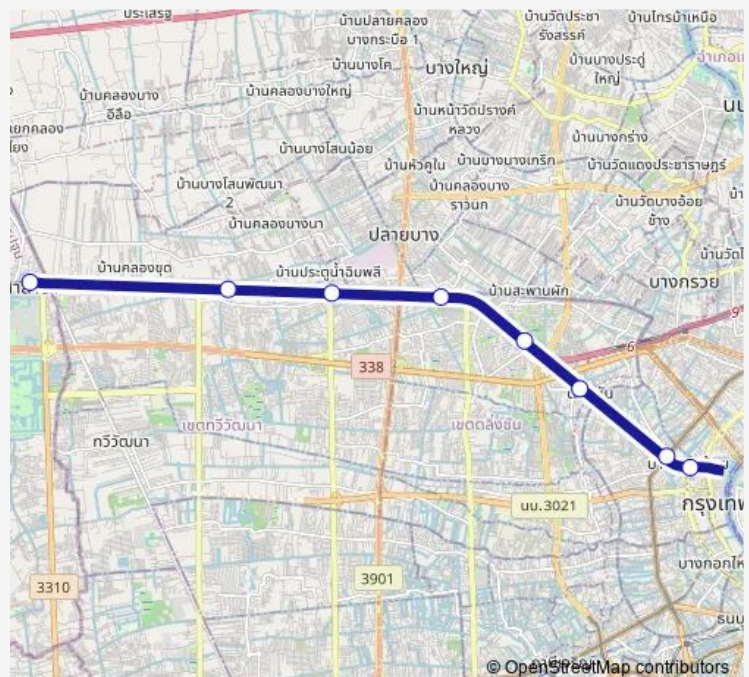 บ้านปลายคลอง
บางกระบือ 1
บ้านวัดประชา
รังสรรค์
บ้านไทรม้าเหนือ
บ้านบางโค
บางใหญ่
บ้านบางประดู่
ใหญ่
บ้านคลองบาง
อีลือ
บ้านคลองบางใหญ่
บ้านหน้าวัดปรางค์
หลวง
แยกคลอง
บ้านบางกร่าง
บ้านบางโสนน้อย
บ้านหัวคูใน
บ้านบางนางเกริก
บ้านวัดแดงประชาราษฎร์
บ้านบางโสนพัฒนา
2
บ้านคลองบาง
ราวนก
บ้านวัดบางอ้อย
ช้าง
บ้านคลองนางนา
ปลายบาง
บ้านคลองขุด
บ้านประตูน้ำฉิมพลี
บ้านสะพานผัก
บางกรวย
9
6
338
เขตทวีวัฒนา
เขตตลิ่งชัน
ทวีวัฒนา
นบ.3021
กรุงเทพ
บางกอกให
3310
3901
ธนบุ
© OpenStreetMap contributors